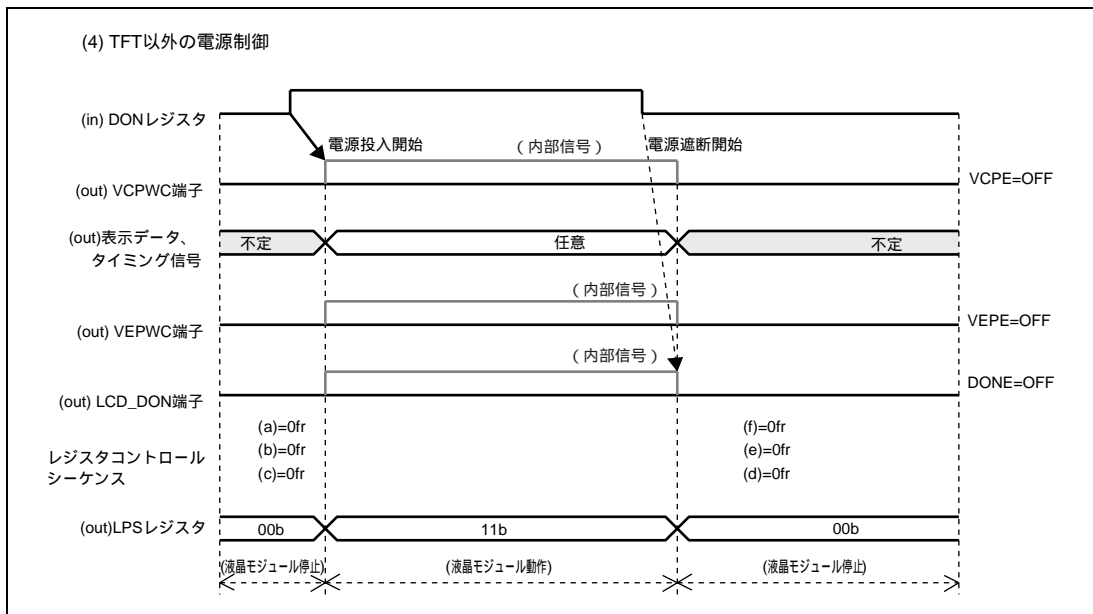 (4) TFT以外の電源制御
(in) DONレジスタ
電源投入開始
(内部信号)
電源遮断開始
(out) VCPWC端子
VCPE=OFF
(out)表示データ、
タイミング信号
不定
任意
不定
(内部信号)
(out) VEPWC端子
VEPE=OFF
(内部信号)
(out) LCD_DON端子
DONE=OFF
(a)=0fr
(b)=0fr
(c)=0fr
(f)=0fr
(e)=0fr
(d)=0fr
レジスタコントロール
シーケンス
(out)LPSレジスタ
00b
11b
00b
(液晶モジュール停止)
(液晶モジュール動作)
(液晶モジュール停止)